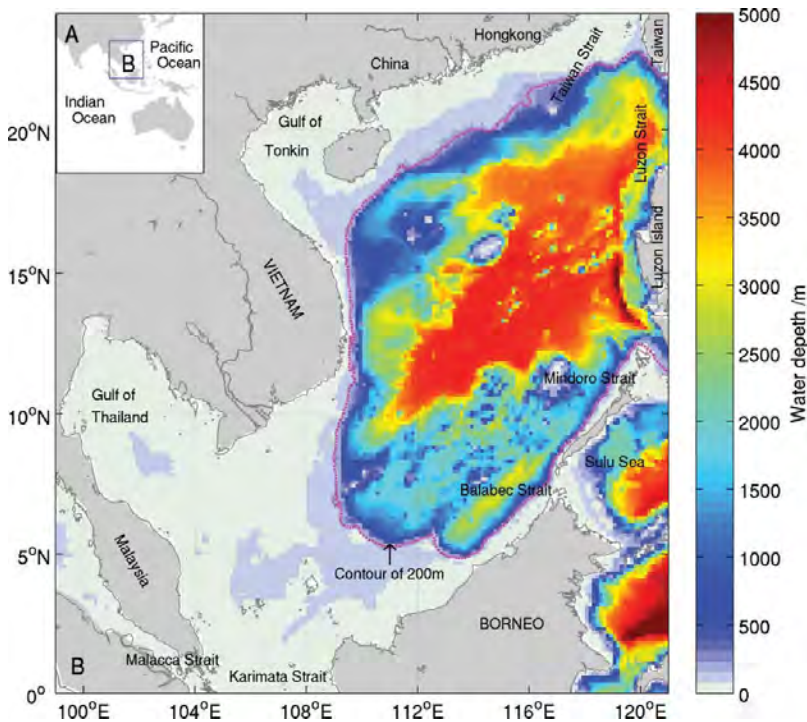 A
Pacific
Ocean
B
Indian
Ocean
Hongkong
China
Taiwan Strait
Taiwan
Gulf of
Tonkin
Luzon Strait
Luzon Island
VIETNAM
Gulf of
Thailand
Mindoro Strait
Sulu Sea
Balabec Strait
Malaysia
Contour of 200m
BORNEO
B
Malacca Strait
Karimata Strait
20°N
15°N
10°N
5°N
0°
100°E
104°E
108°E
112°E
116°E
120°E
5000
4500
4000
3500
3000
2500
2000
1500
1000
500
0
Water depeth /m